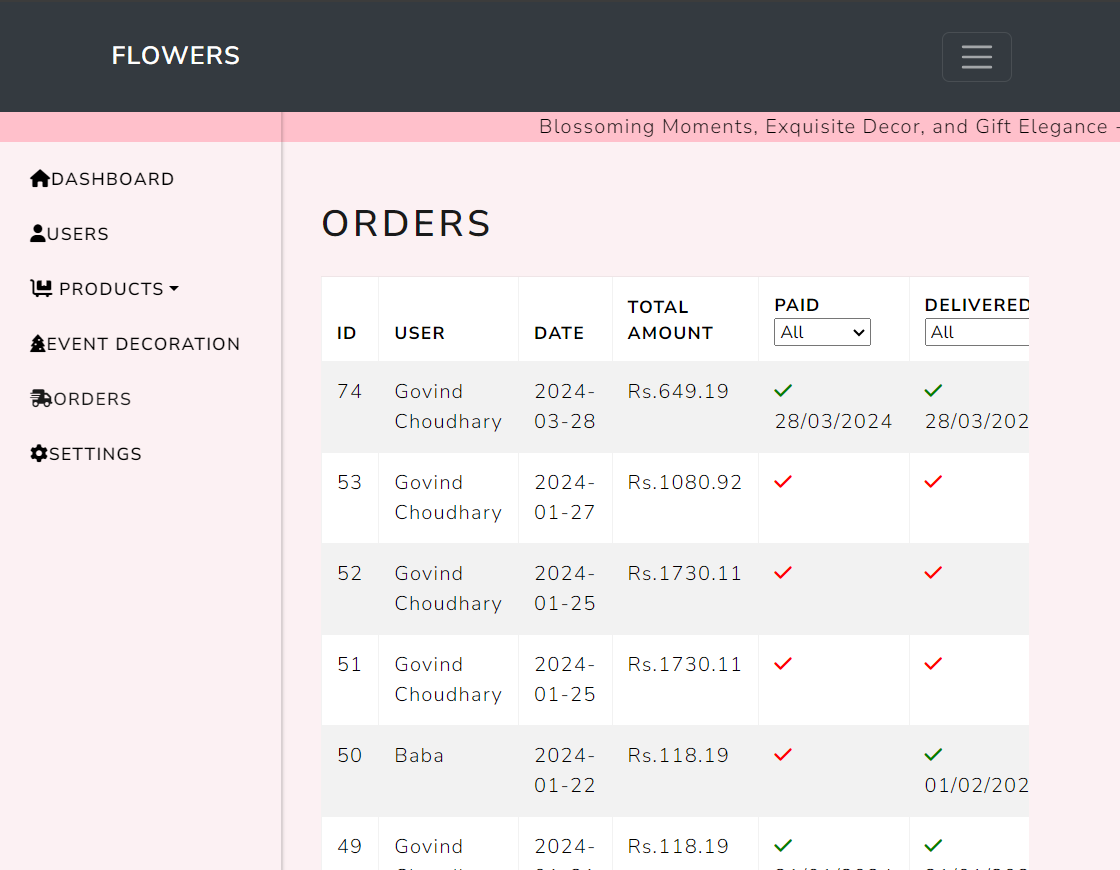 FLOWERS
Blossoming Moments, Exquisite Decor, and Gift Elegance -
DASHBOARD
USERS
PRODUCTS
EVENT DECORATION
ORDERS
SETTINGS
ORDERS
ID USER DATE TOTAL AMOUNT PAID All DELIVERED All
74 Govind Choudhary 2024-03-28 Rs.649.19 28/03/2024 28/03/202
53 Govind Choudhary 2024-01-27 Rs.1080.92
52 Govind Choudhary 2024-01-25 Rs.1730.11
51 Govind Choudhary 2024-01-25 Rs.1730.11
50 Baba 2024-01-22 Rs.118.19 01/02/202
49 Govind 2024- Rs.118.19